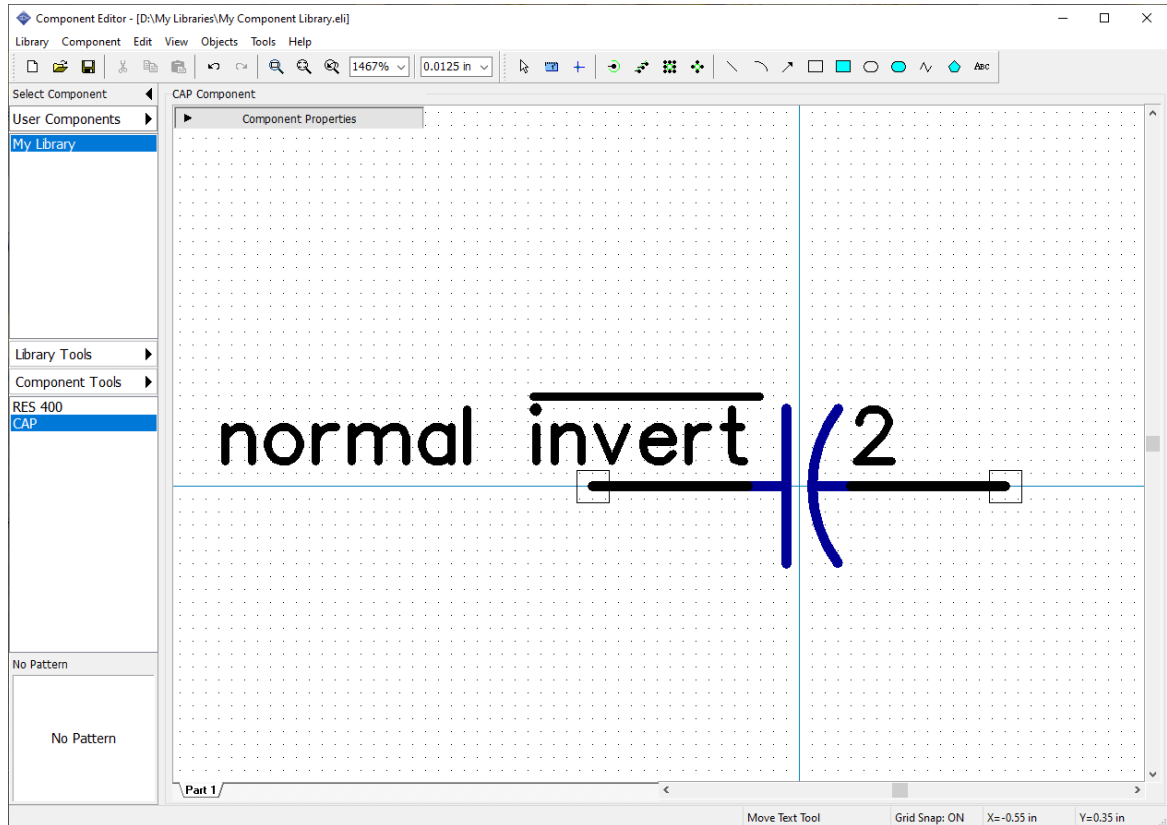 Component Editor - [D:\My Libraries\My Component Library.eli]
Library Component Edit View Objects Tools Help
1467% 0.0125 in ABC
Select Component
CAP Component
User Components
Component Properties
My Library
Library Tools
Component Tools
RES 400
CAP
normal invert 2
No Pattern
No Pattern
Part 1
Move Text Tool Grid Snap: ON X=-0.55 in Y=0.35 in